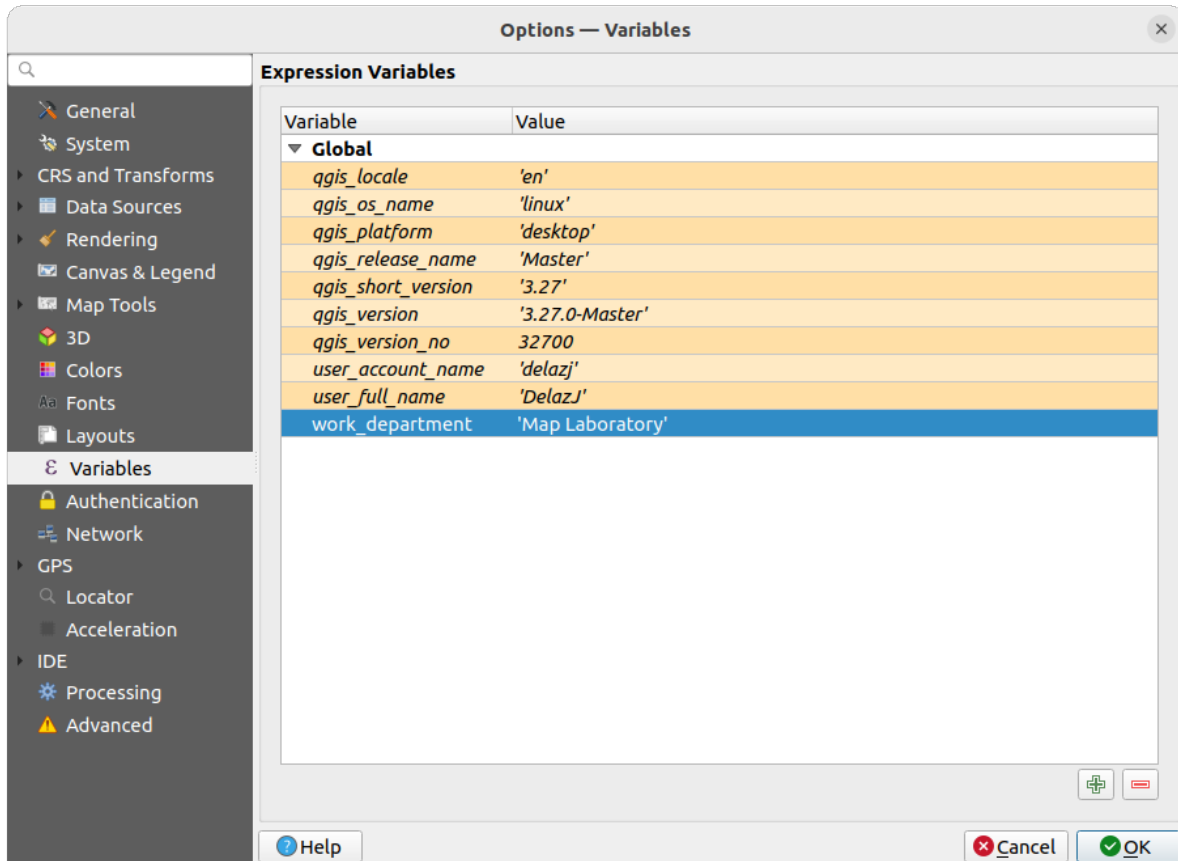 Options — Variables
Expression Variables
General
System
CRS and Transforms
Data Sources
Rendering
Canvas & Legend
Map Tools
3D
Colors
Aa Fonts
Layouts
ε Variables
Authentication
Network
GPS
Locator
Acceleration
IDE
Processing
Advanced
Variable Value
Global
qgis_locale 'en'
qgis_os_name 'linux'
qgis_platform 'desktop'
qgis_release_name 'Master'
qgis_short_version '3.27'
qgis_version '3.27.0-Master'
qgis_version_no 32700
user_account_name 'delazj'
user_full_name 'DelazJ'
work_department 'Map Laboratory'
Help
Cancel
OK